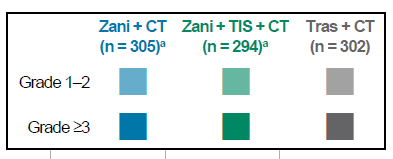 Zani + CT Zani + TIS + CT Tras + CT
(n = 305)ᵃ (n = 294)ᵃ (n = 302)
Grade 1–2
Grade ≥3